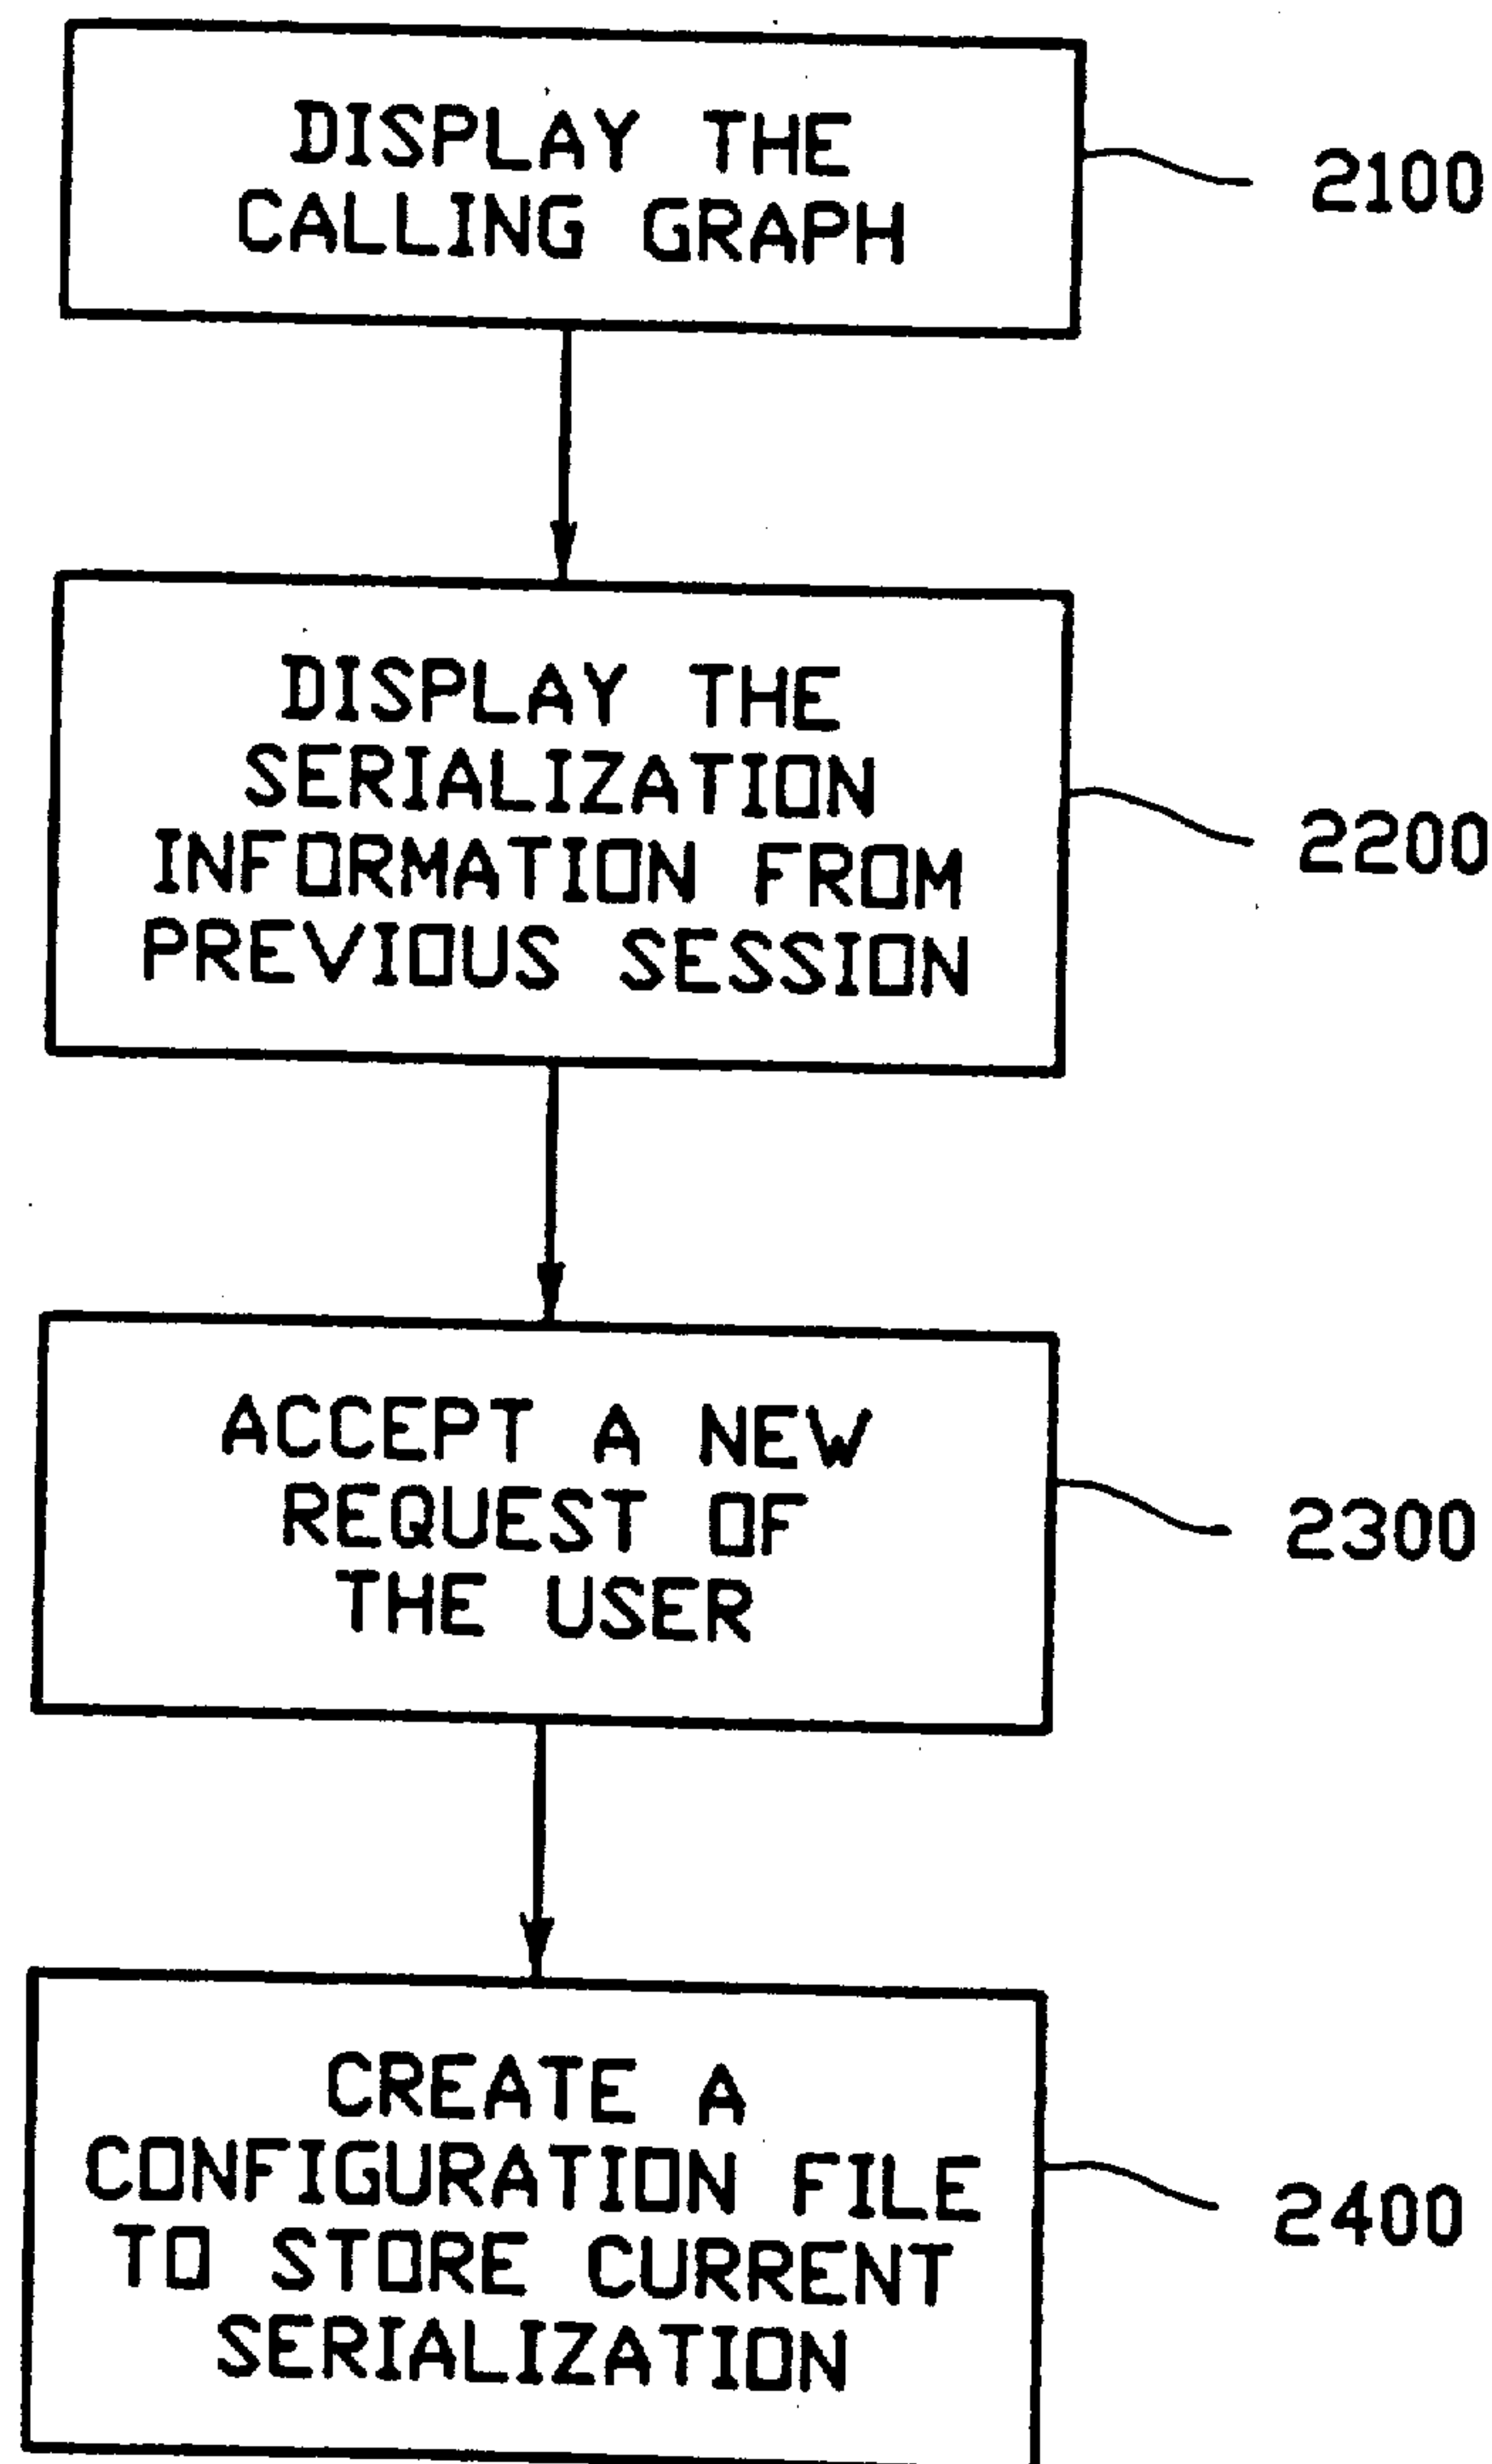 DISPLAY THE
CALLING GRAPH
2100
DISPLAY THE
SERIALIZATION
INFORMATION FROM
PREVIOUS SESSION
2200
ACCEPT A NEW
REQUEST OF
THE USER
2300
CREATE A
CONFIGURATION FILE
TO STORE CURRENT
SERIALIZATION
2400